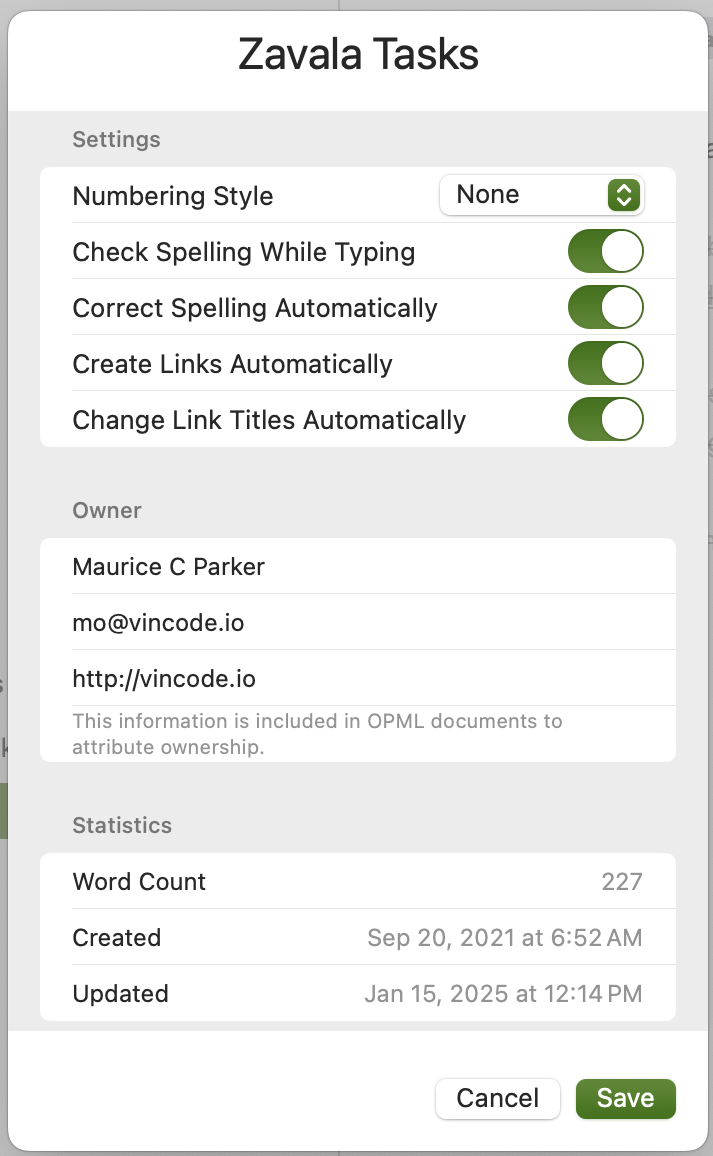 Zavala Tasks
Settings
Numbering Style None
Check Spelling While Typing
Correct Spelling Automatically
Create Links Automatically
Change Link Titles Automatically
Owner
Maurice C Parker
mo@vincode.io
http://vincode.io
This information is included in OPML documents to
attribute ownership.
Statistics
Word Count 227
Created Sep 20, 2021 at 6:52 AM
Updated Jan 15, 2025 at 12:14 PM
Cancel Save